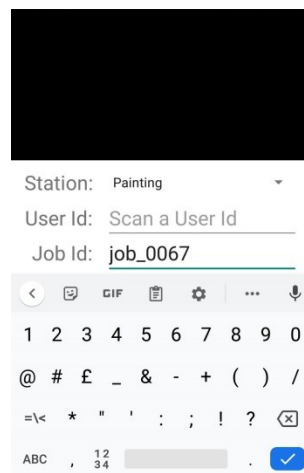 Station: Painting
User Id: Scan a User Id
Job Id: job_0067
GIF
1 2 3 4 5 6 7 8 9 0
@ # £ _ & - + ( ) /
=\< * " ' : ; ! ? 
ABC , 12 34 .